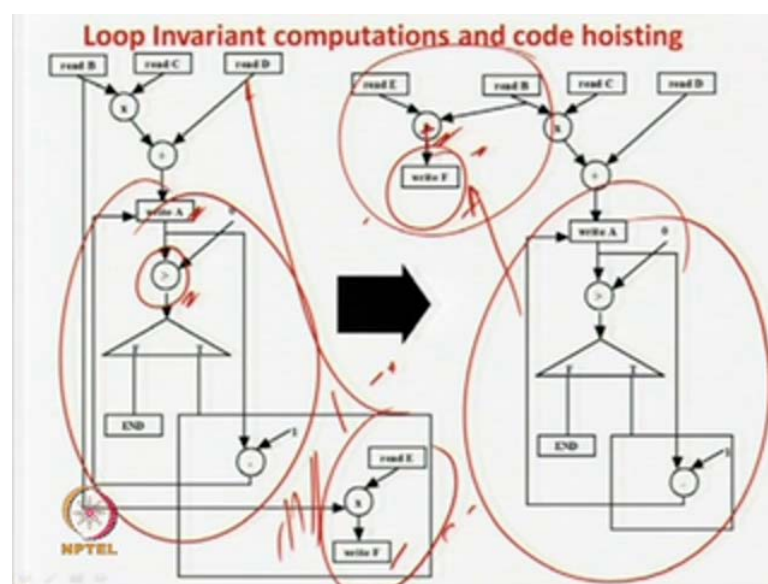 Loop Invariant computations and code hoisting
read B read C read D
x
+
write A
0
>
F T
END
1
-
read E
x
write F
read E read B read C read D
x
+
write F
write A
0
>
F T
END
1
-
NPTEL